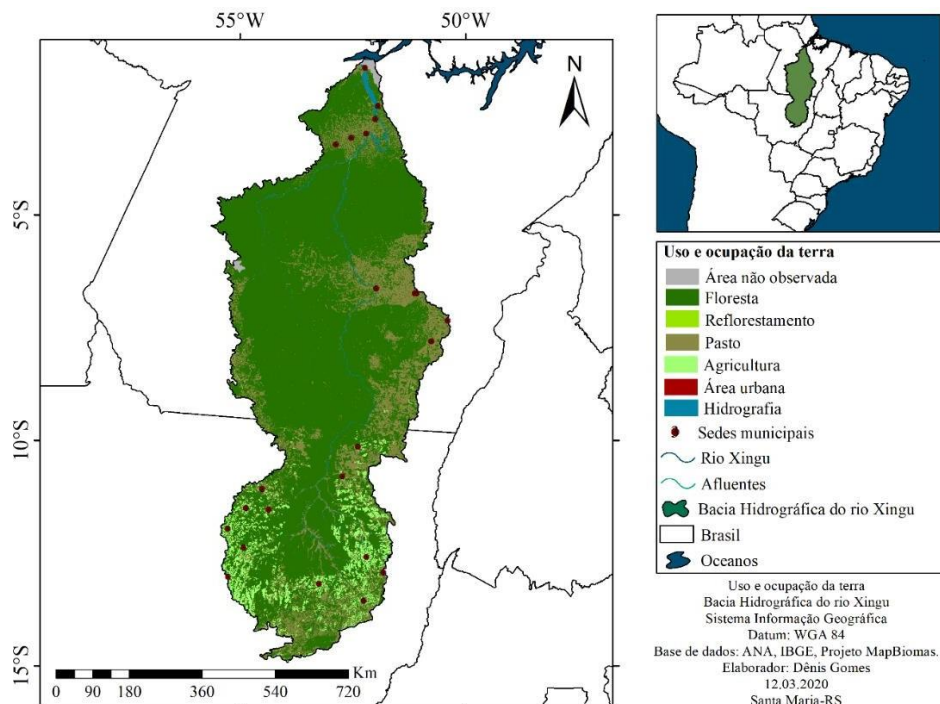 55°W
50°W
N
5°S
10°S
15°S
Km
0 90 180 360 540 720
Uso e ocupação da terra
Área não observada
Floresta
Reflorestamento
Pasto
Agricultura
Área urbana
Hidrografia
Sedes municipais
Rio Xingu
Afluentes
Bacia Hidrográfica do rio Xingu
Brasil
Oceanos
Uso e ocupação da terra
Bacia Hidrográfica do rio Xingu
Sistema Informação Geográfica
Datum: WGA 84
Base de dados: ANA, IBGE, Projeto MapBiomas.
Elaborador: Dênis Gomes
12.03.2020
Santa Maria-RS